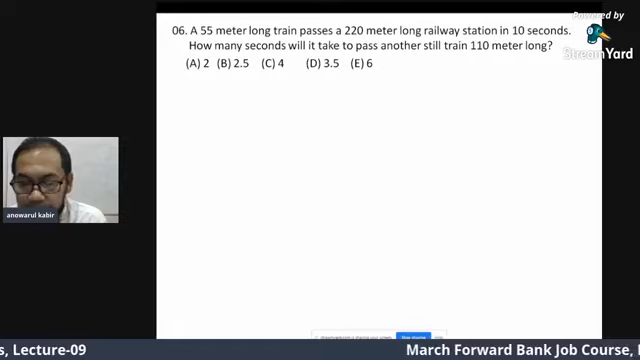 Powered by
StreamYard
06. A 55 meter long train passes a 220 meter long railway station in 10 seconds.
How many seconds will it take to pass another still train 110 meter long?
(A) 2 (B) 2.5 (C) 4 (D) 3.5 (E) 6
anowarul kabir
s, Lecture-09
March Forward Bank Job Course,